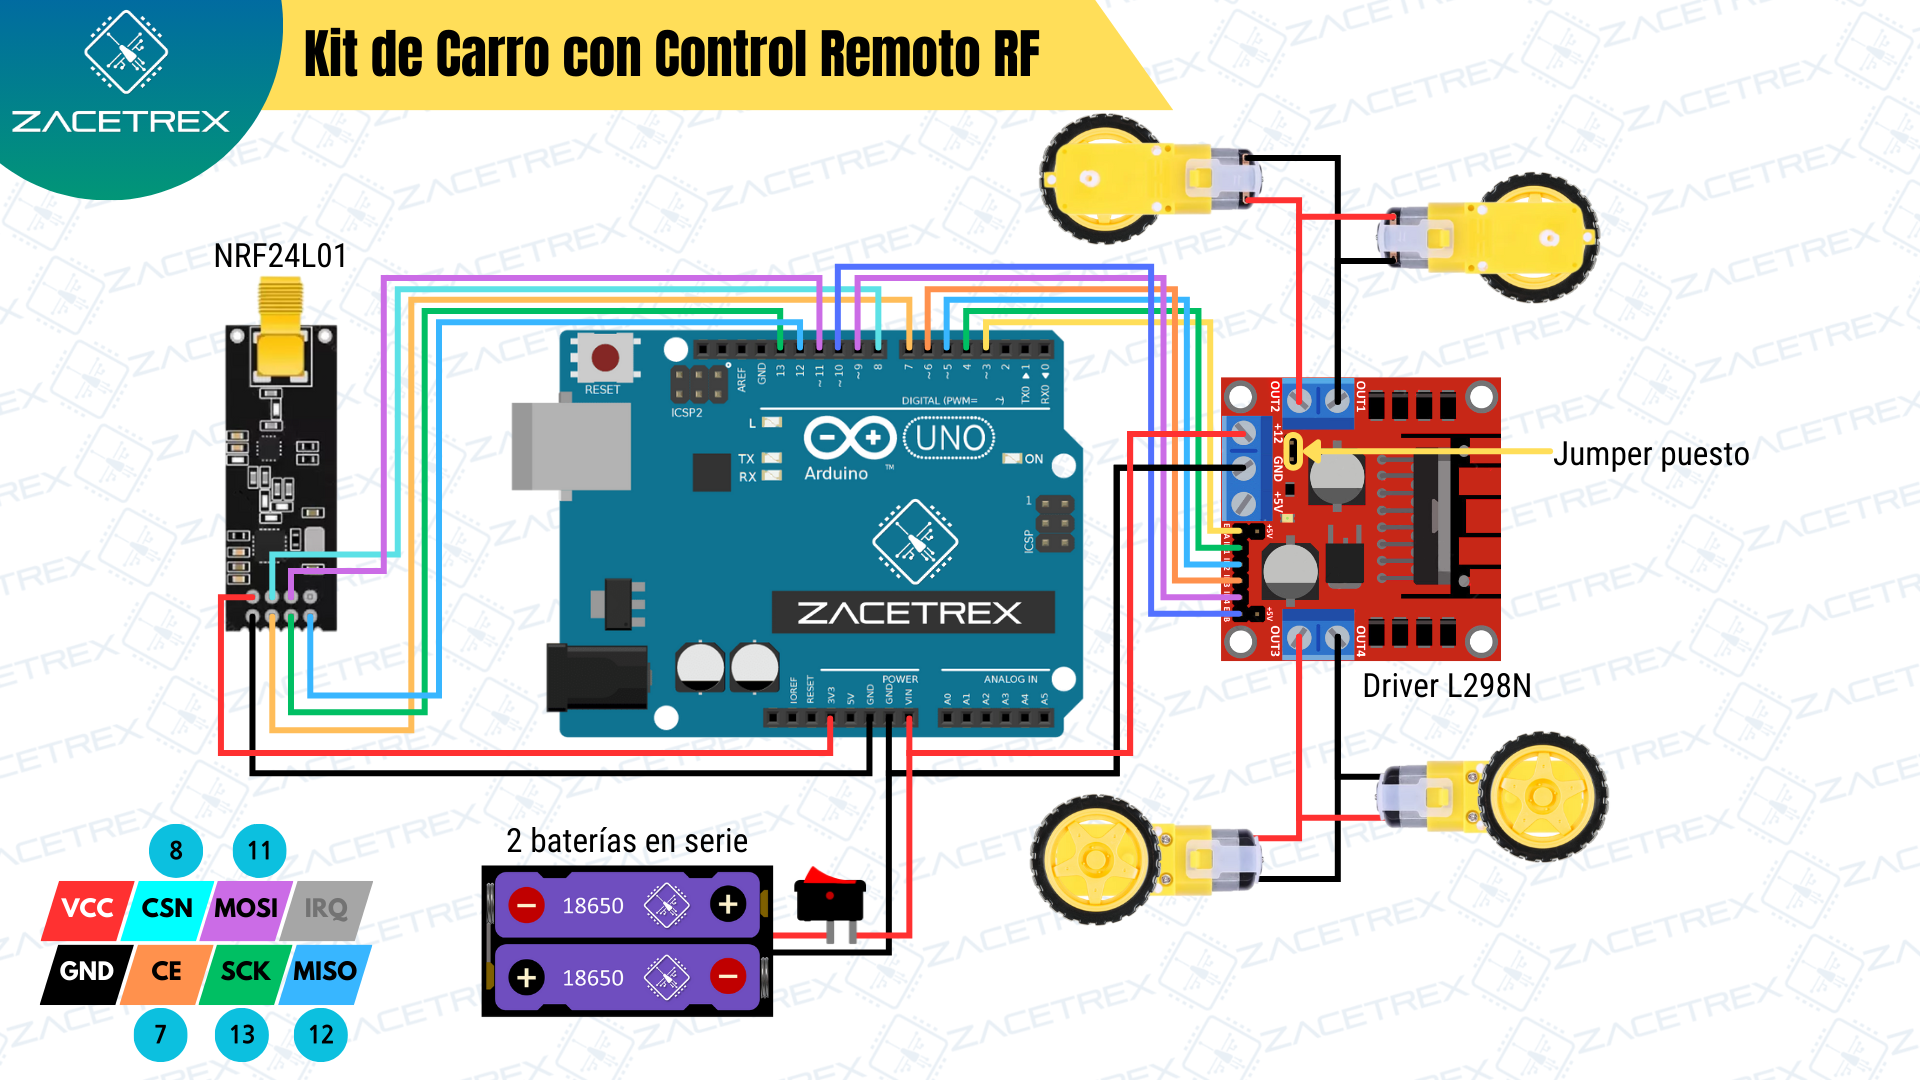 ZACETREX
Kit de Carro con Control Remoto RF
NRF24L01
RESET
ICSP2
AREF
GND
13
12
~11
~10
~9
8
7
~6
~5
4
~3
2
TX0 ▶ 1
RX0 ◀ 0
DIGITAL (PWM= ~)
L
TX
RX
Arduino
™
UNO
ON
1
ICSP
ZACETREX
POWER
ANALOG IN
IOREF
RESET
3V3
5V
GND
GND
VIN
A0
A1
A2
A3
A4
A5
OUT2
OUT1
+12
GND
+5V
+5V
+5V
OUT3
OUT4
Jumper puesto
Driver L298N
2 baterías en serie
− 18650 +
+ 18650 −
8
11
VCC
CSN
MOSI
IRQ
GND
CE
SCK
MISO
7
13
12